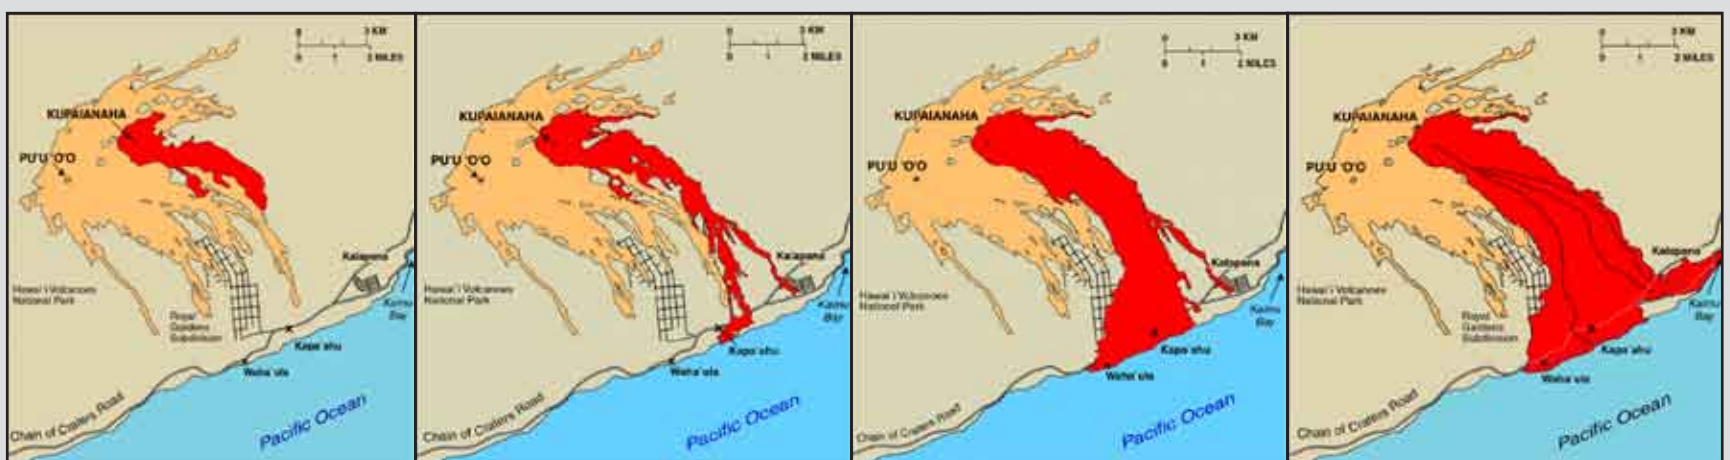 0 3 KM
0 1 2 MILES
KUPAIANAHA
PU'U 'O'O
Kalapana
Hawai'i Volcanoes
National Park
Kaimu
Bay
Royal
Gardens
Subdivision
Kapa'ahu
Waha'ula
Chain of Craters Road
Pacific Ocean
0 3 KM
0 1 2 MILES
KUPAIANAHA
PU'U 'O'O
Kalapana
Hawai'i Volcanoes
National Park
Kaimu
Bay
Kapa'ahu
Waha'ula
Chain of Craters Road
Pacific Ocean
0 3 KM
0 1 2 MILES
KUPAIANAHA
PU'U 'O'O
Kalapana
Hawai'i Volcanoes
National Park
Kaimu
Bay
Kapa'ahu
Waha'ula
Chain of Craters Road
Pacific Ocean
0 3 KM
0 1 2 MILES
KUPAIANAHA
PU'U 'O'O
Kalapana
Hawai'i Volcanoes
National Park
Kaimu
Bay
Royal
Gardens
Subdivision
Kapa'ahu
Waha'ula
Chain of Craters Road
Pacific Ocean